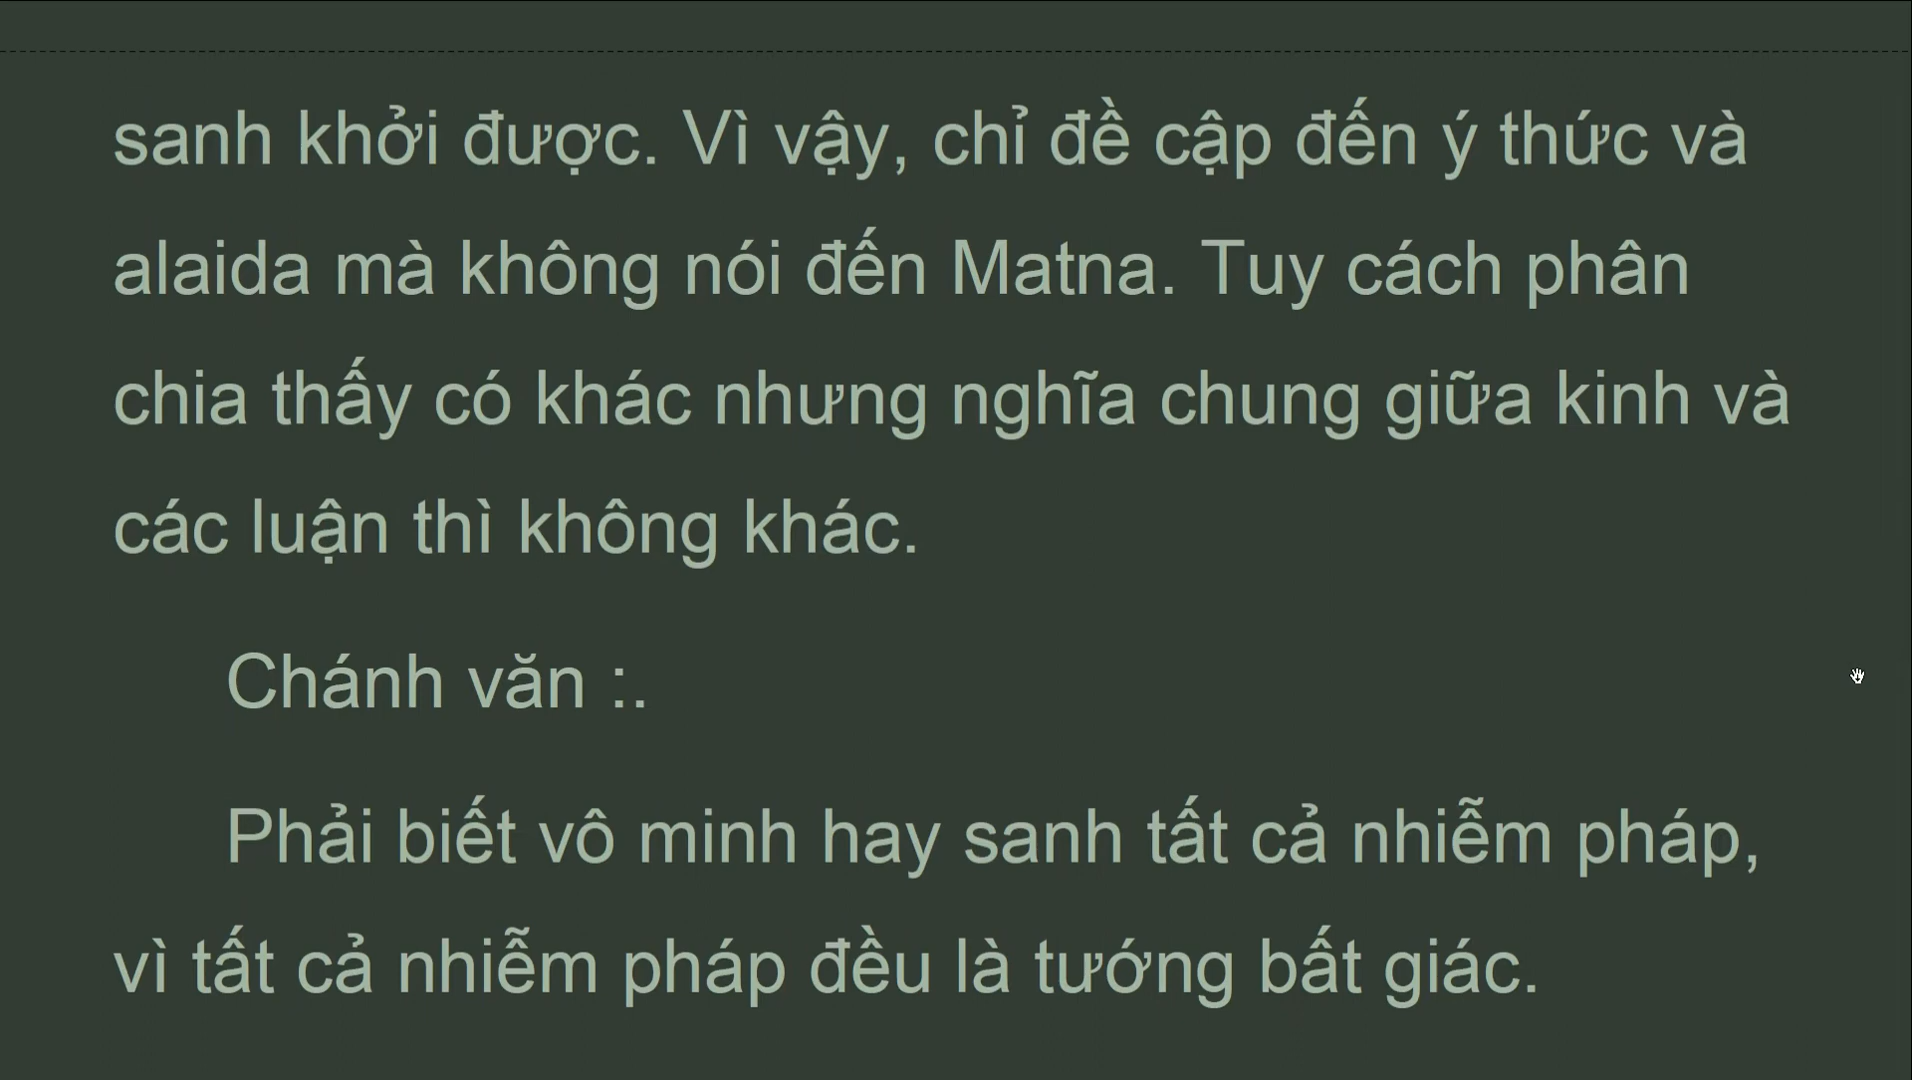 sanh khởi được. Vì vậy, chỉ đề cập đến ý thức và
alaida mà không nói đến Matna. Tuy cách phân
chia thấy có khác nhưng nghĩa chung giữa kinh và
các luận thì không khác.
Chánh văn :.
Phải biết vô minh hay sanh tất cả nhiễm pháp,
vì tất cả nhiễm pháp đều là tướng bất giác.